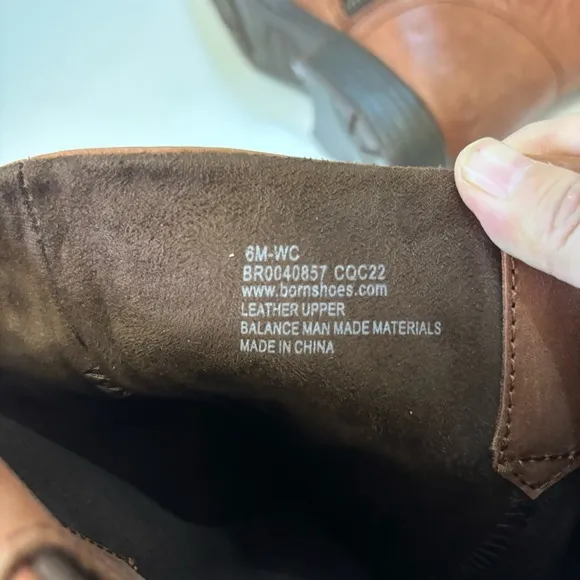 6M-WC
BR0040857 CQC22
www.bornshoes.com
LEATHER UPPER
BALANCE MAN MADE MATERIALS
MADE IN CHINA